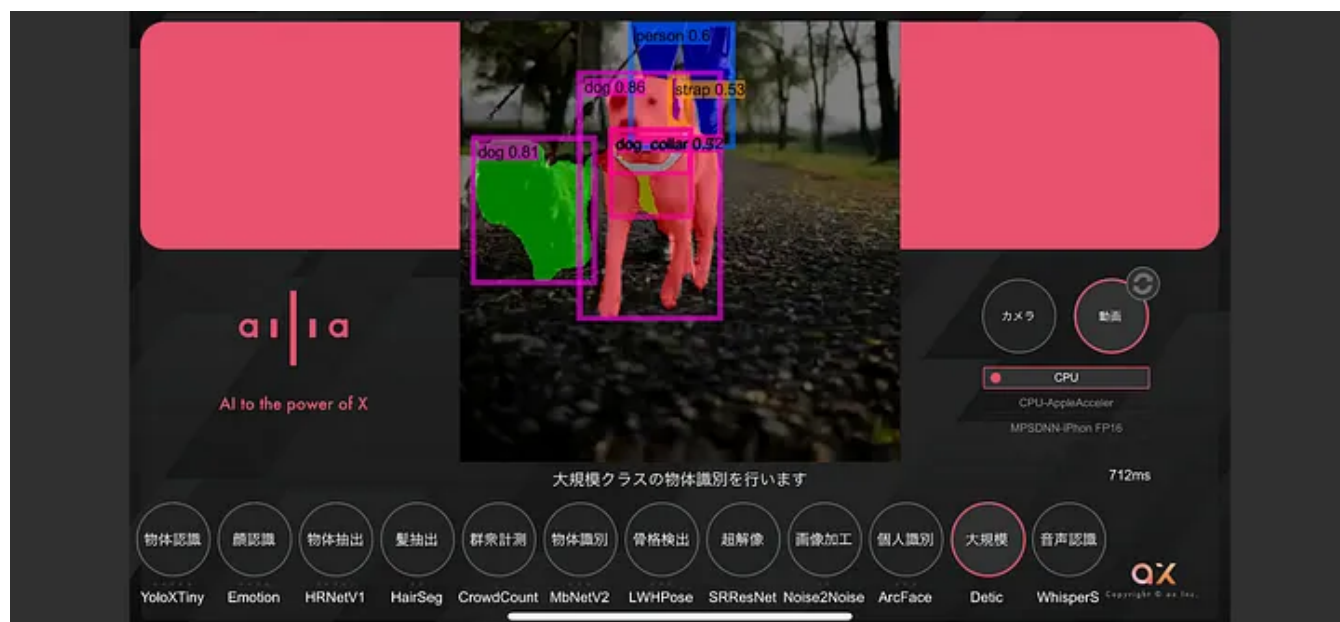 person 0.6
dog 0.86
strap 0.53
dog 0.81
dog_collar 0.52
ailia
AI to the power of X
カメラ
動画
CPU
CPU-AppleAcceler
MPSDNN-iPhon FP16
大規模クラスの物体識別を行います
712ms
物体認識
顔認識
物体抽出
髪抽出
群衆計測
物体識別
骨格検出
超解像
画像加工
個人識別
大規模
音声認識
YoloXTiny
Emotion
HRNetV1
HairSeg
CrowdCount
MbNetV2
LWHPose
SRResNet
Noise2Noise
ArcFace
Detic
WhisperS
ax
Copyright © ax Inc.